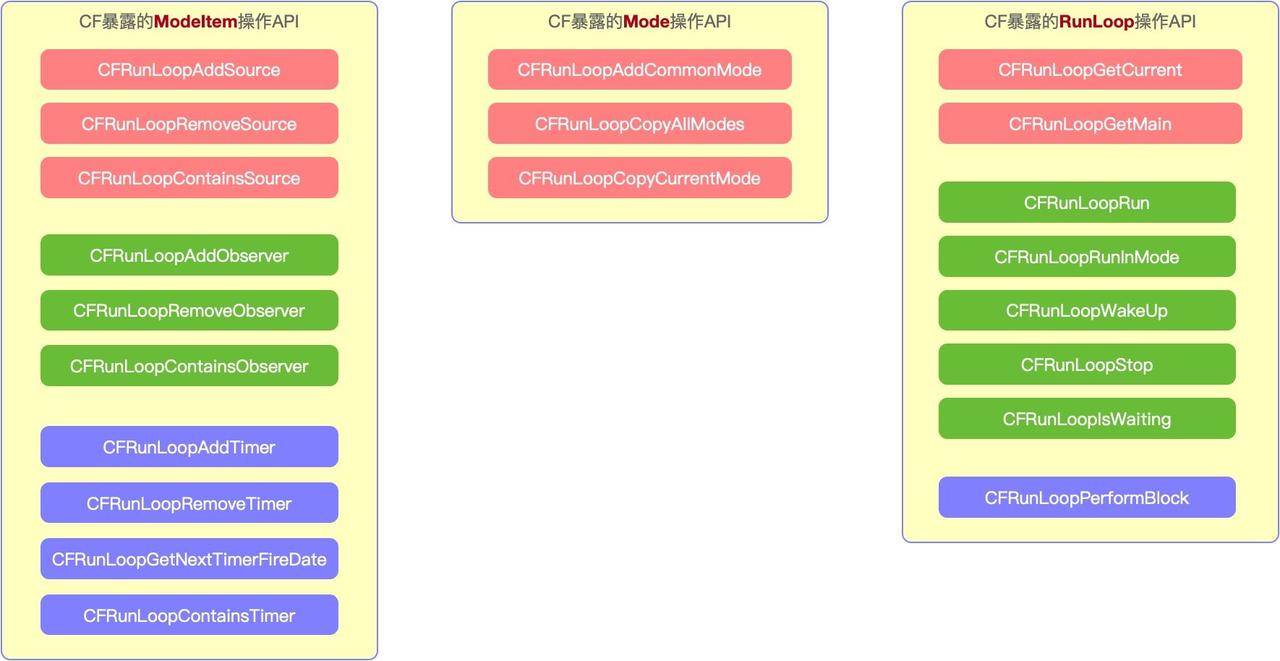 CF暴露的ModeItem操作API
CFRunLoopAddSource
CFRunLoopRemoveSource
CFRunLoopContainsSource
CFRunLoopAddObserver
CFRunLoopRemoveObserver
CFRunLoopContainsObserver
CFRunLoopAddTimer
CFRunLoopRemoveTimer
CFRunLoopGetNextTimerFireDate
CFRunLoopContainsTimer
CF暴露的Mode操作API
CFRunLoopAddCommonMode
CFRunLoopCopyAllModes
CFRunLoopCopyCurrentMode
CF暴露的RunLoop操作API
CFRunLoopGetCurrent
CFRunLoopGetMain
CFRunLoopRun
CFRunLoopRunInMode
CFRunLoopWakeUp
CFRunLoopStop
CFRunLoopIsWaiting
CFRunLoopPerformBlock